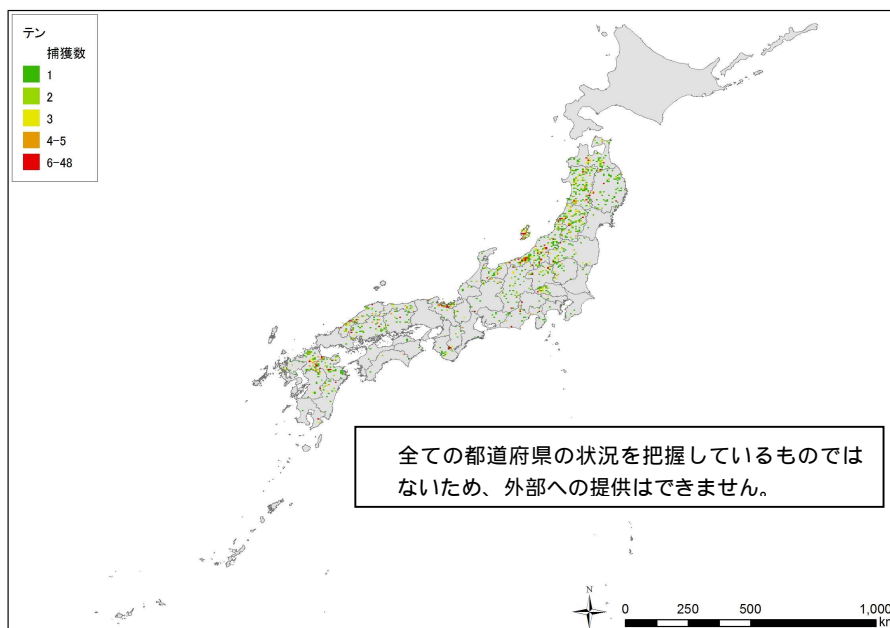 テン
捕獲数
1
2
3
4-5
6-48
全ての都道府県の状況を把握しているものでは
ないため、外部への提供はできません。
N
0 250 500 1,000
km